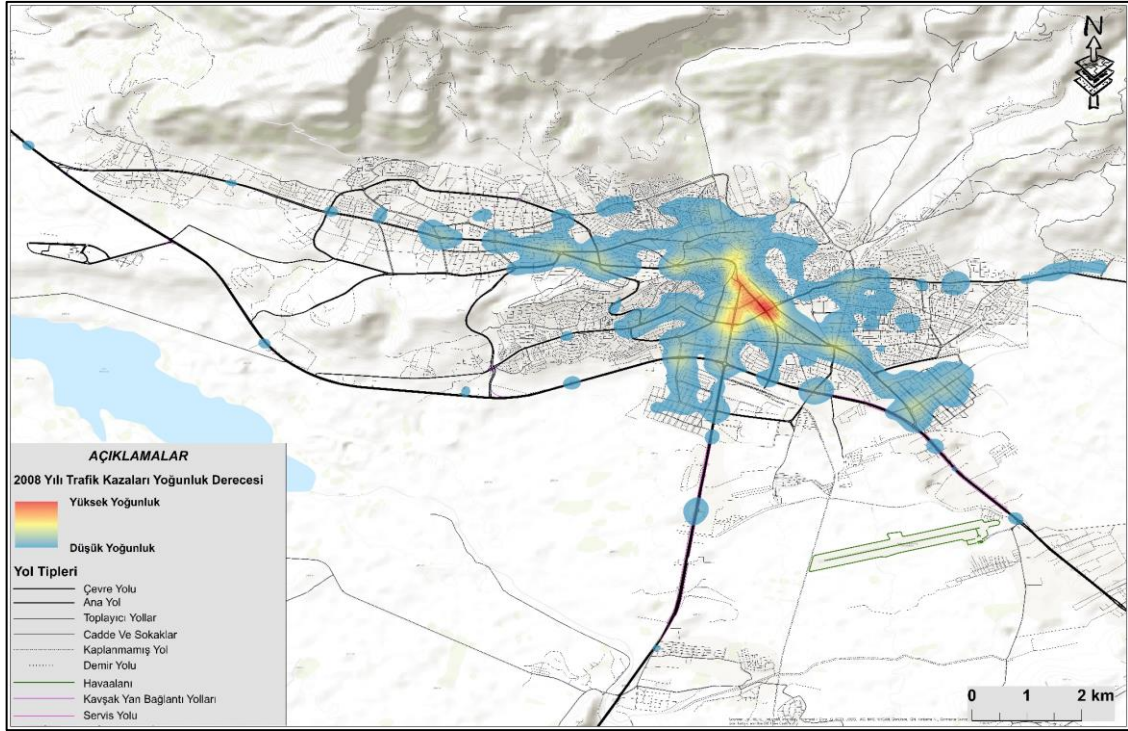 N
AÇIKLAMALAR
2008 Yılı Trafik Kazaları Yoğunluk Derecesi
Yüksek Yoğunluk
Düşük Yoğunluk
Yol Tipleri
Çevre Yolu
Ana Yol
Toplayıcı Yollar
Cadde Ve Sokaklar
Kaplanmamış Yol
Demir Yolu
Havaalanı
Kavşak Yan Bağlantı Yolları
Servis Yolu
0 1 2 km